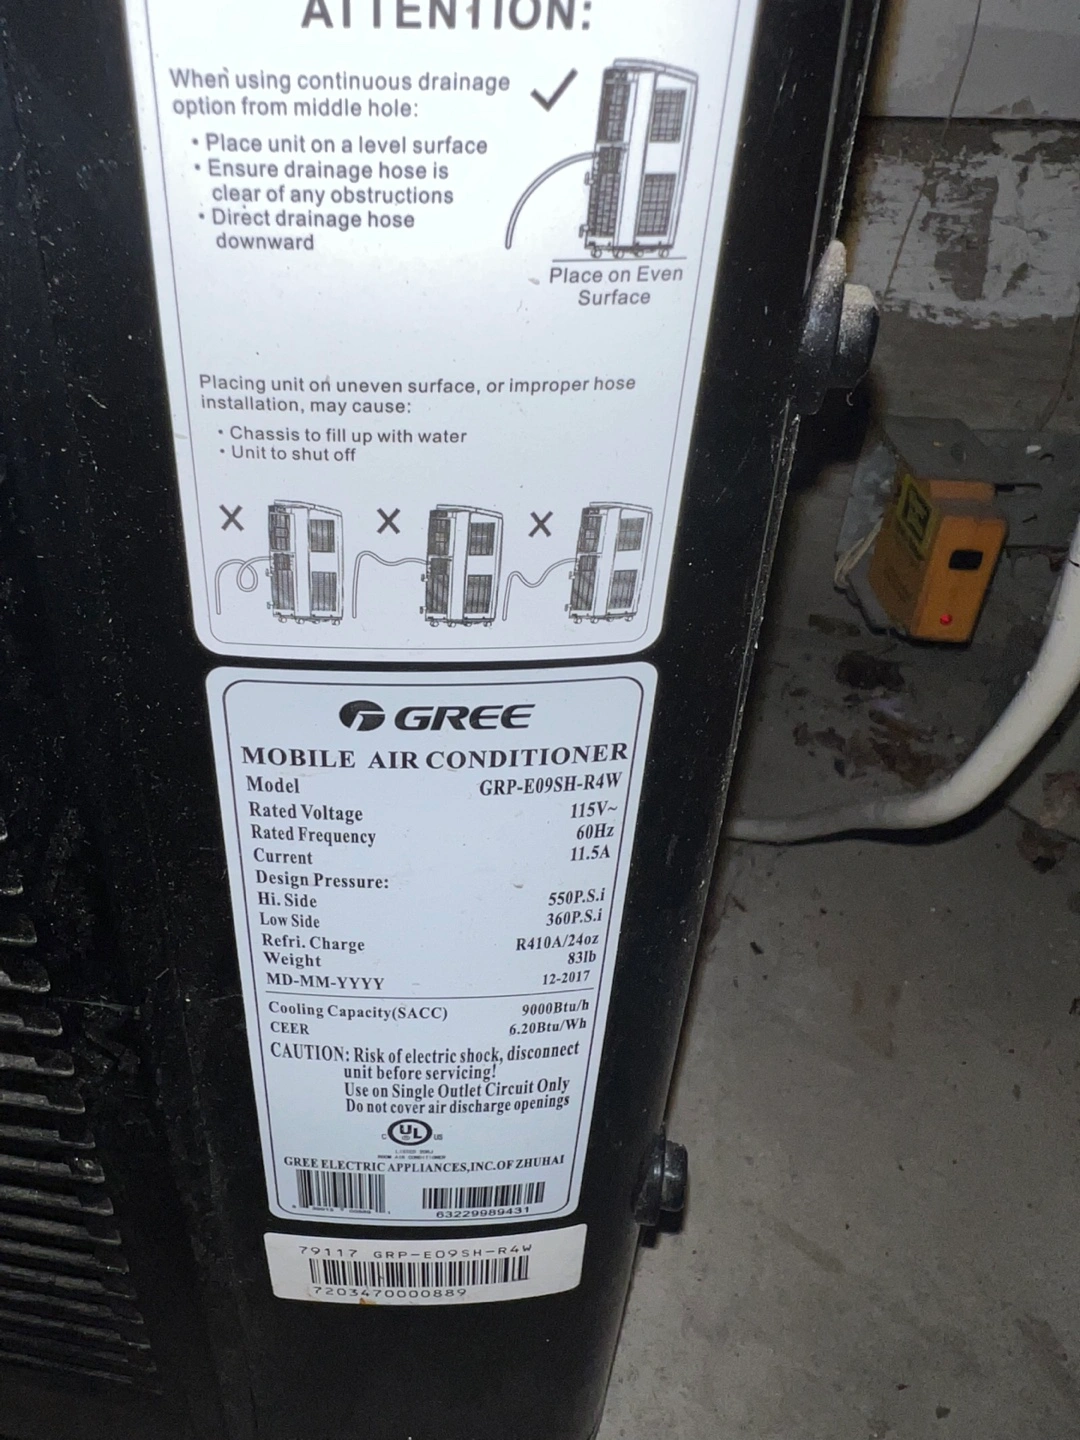 ATTENTION:
When using continuous drainage
option from middle hole:
• Place unit on a level surface
• Ensure drainage hose is
clear of any obstructions
• Direct drainage hose
downward
Place on Even
Surface
Placing unit on uneven surface, or improper hose
installation, may cause:
• Chassis to fill up with water
• Unit to shut off
GREE
MOBILE AIR CONDITIONER
Model GRP-E09SH-R4W
Rated Voltage 115V~
Rated Frequency 60Hz
Current 11.5A
Design Pressure:
Hi. Side 550P.S.i
Low Side 360P.S.i
Refri. Charge R410A/24oz
Weight 83lb
MD-MM-YYYY 12-2017
Cooling Capacity(SACC) 9000Btu/h
CEER 6.20Btu/Wh
CAUTION: Risk of electric shock, disconnect
unit before servicing!
Use on Single Outlet Circuit Only
Do not cover air discharge openings
C UL US
ROOM AIR CONDITIONER
GREE ELECTRIC APPLIANCES,INC.OF ZHUHAI
63229989431
79117 GRP-E09SH-R4W
7203470000889